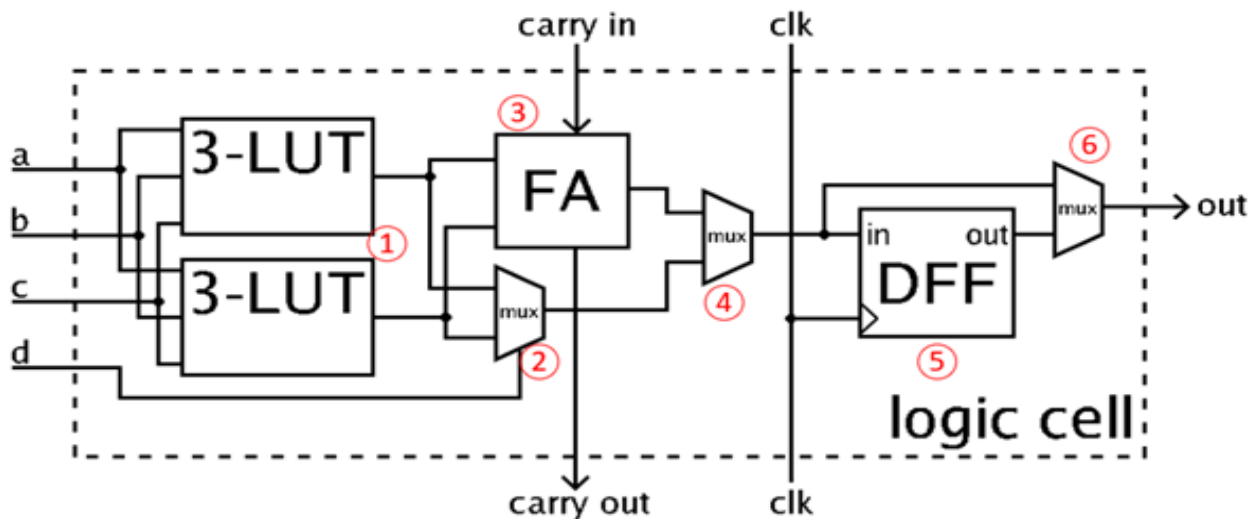 carry in
clk
3
6
a
3-LUT
FA
mux
out
b
1
mux
in
out
c
3-LUT
mux
4
DFF
d
2
5
logic cell
carry out
clk